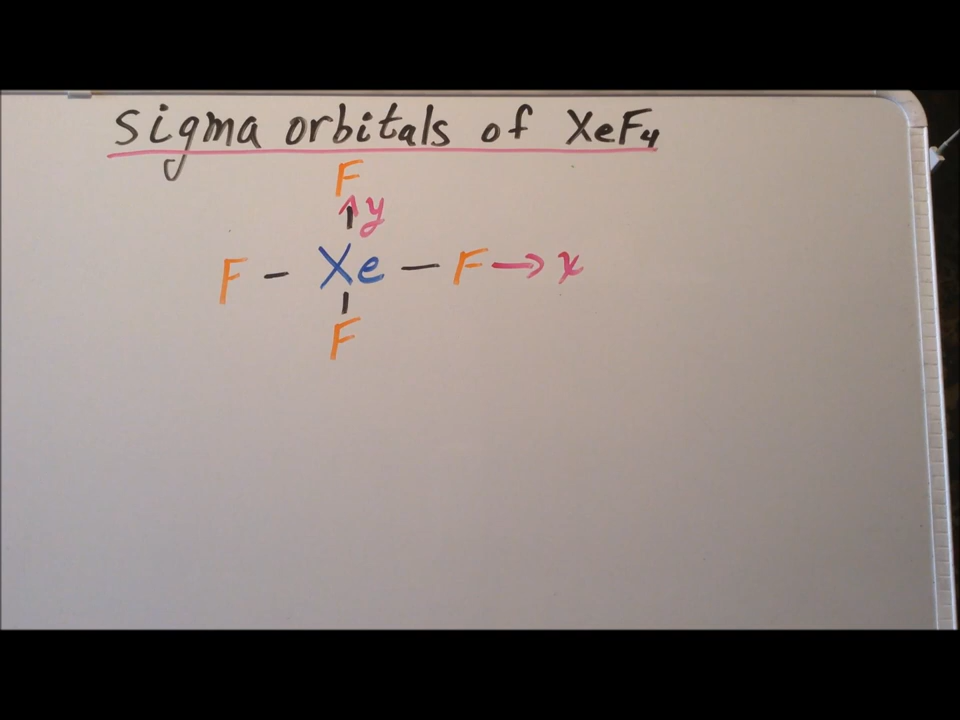 Sigma orbitals of XeF₄
F
y
F - Xe - F → x
F